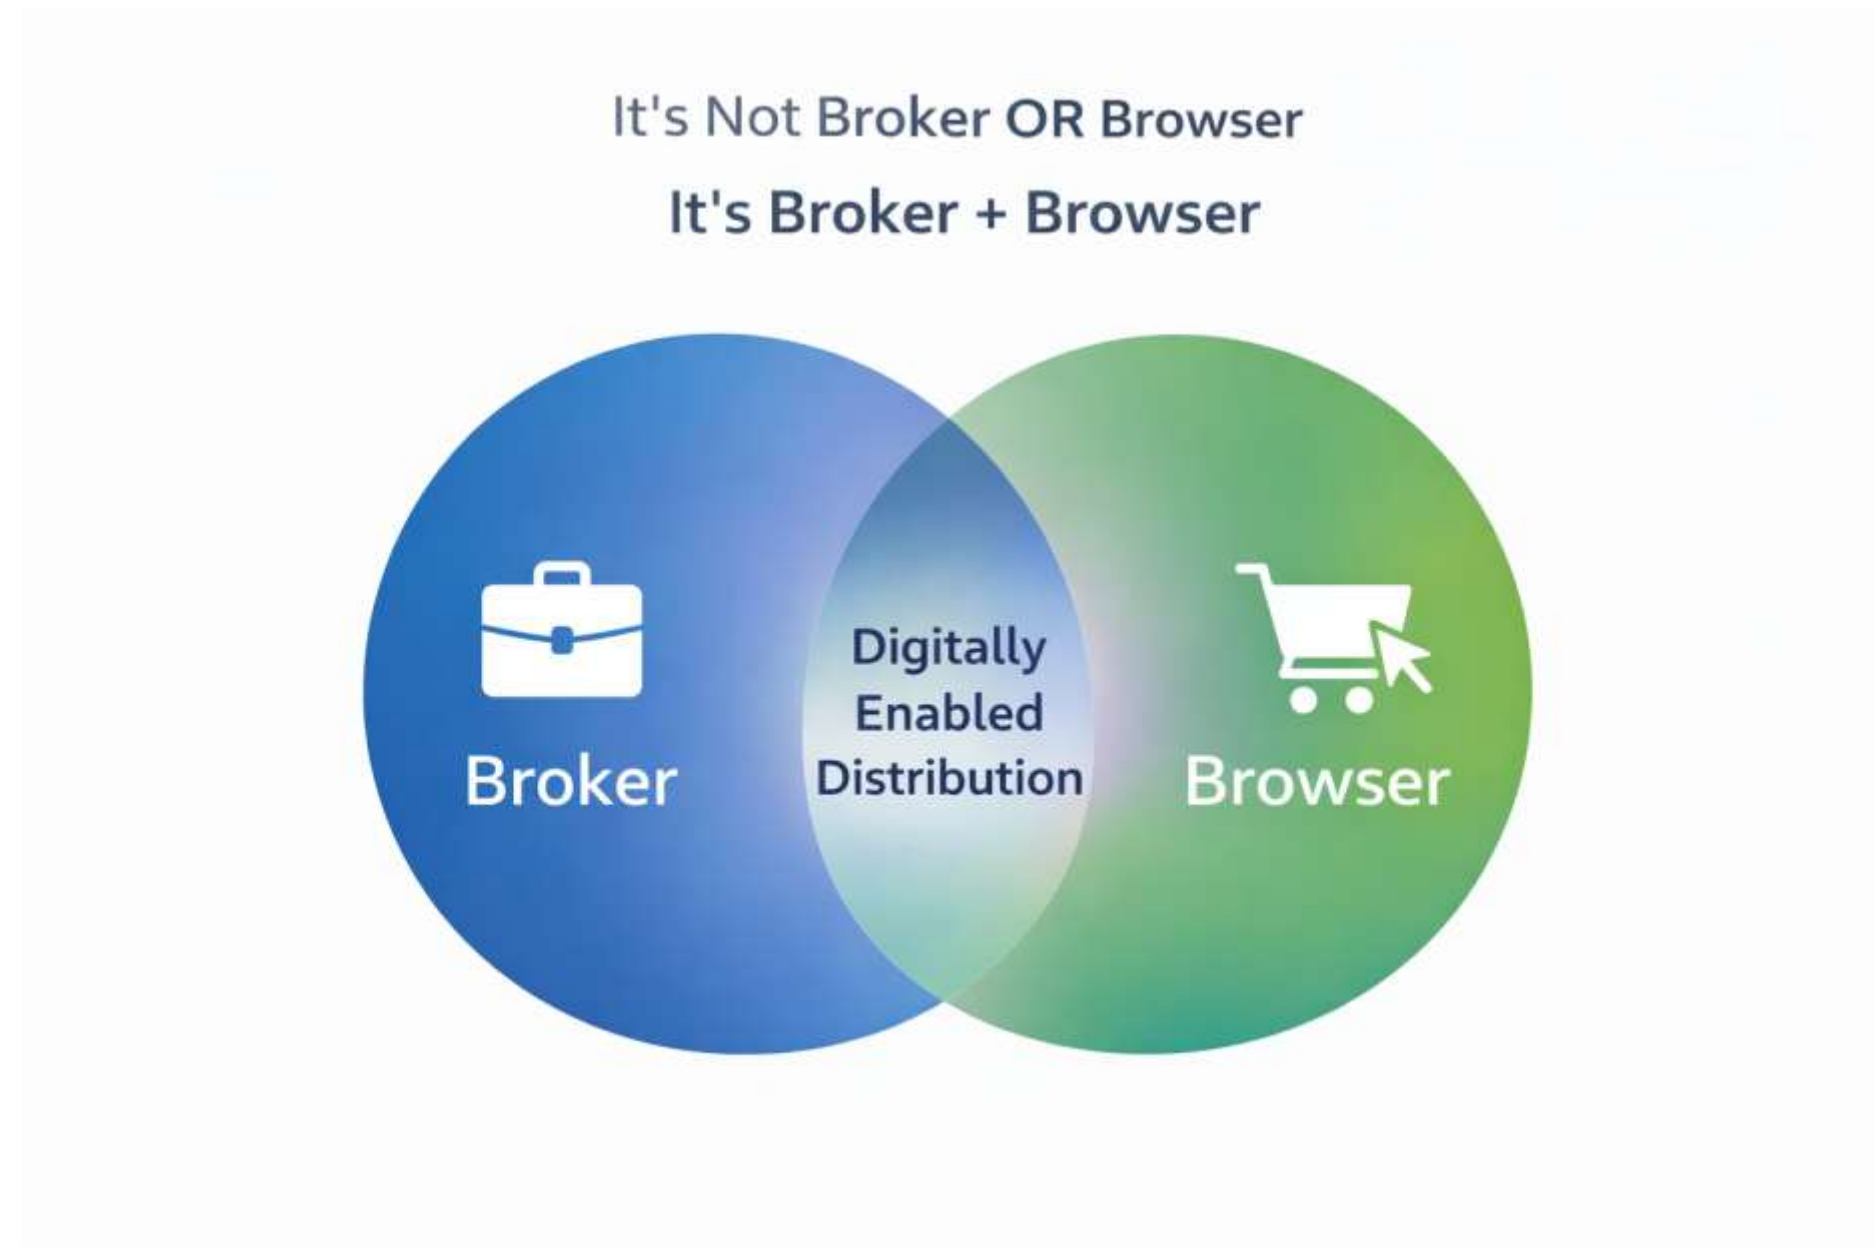 It's Not Broker OR Browser
It's Broker + Browser
Broker
Digitally
Enabled
Distribution
Browser